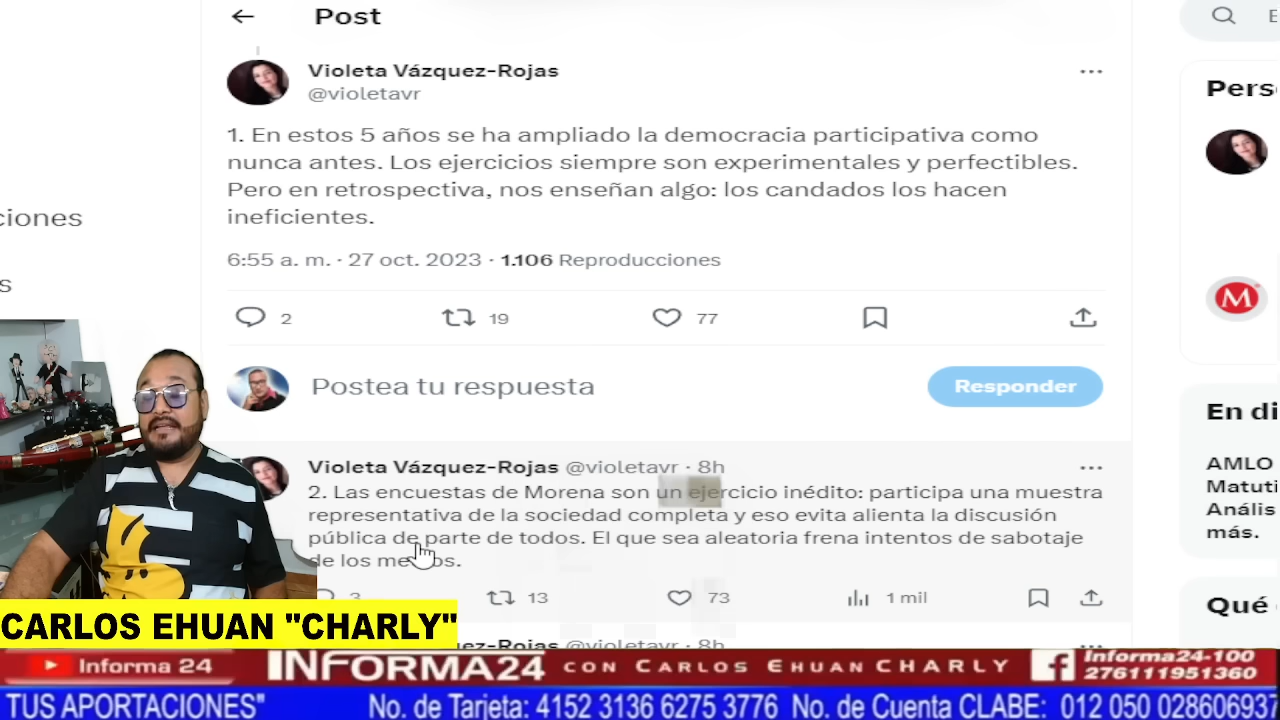 Post
Violeta Vázquez-Rojas
@violetavr
1. En estos 5 años se ha ampliado la democracia participativa como
nunca antes. Los ejercicios siempre son experimentales y perfectibles.
Pero en retrospectiva, nos enseñan algo: los candados los hacen
ineficientes.
6:55 a. m. · 27 oct. 2023 · 1.106 Reproducciones
2 19 77
Postea tu respuesta
Responder
Violeta Vázquez-Rojas @violetavr · 8h
2. Las encuestas de Morena son un ejercicio inédito: participa una muestra
representativa de la sociedad completa y eso evita alienta la discusión
pública de parte de todos. El que sea aleatoria frena intentos de sabotaje
de los
3 13 73 1 mil
@violetavr · 8h
ciones
s
Pers
M
En di
AMLO
Matuti
Anális
más.
Qué
CARLOS EHUAN "CHARLY"
Informa 24
INFORMA24 CON CARLOS EHUAN CHARLY
Informa24-100
276111951360
TUS APORTACIONES" No. de Tarjeta: 4152 3136 6275 3776 No. de Cuenta CLABE: 012 050 028606937